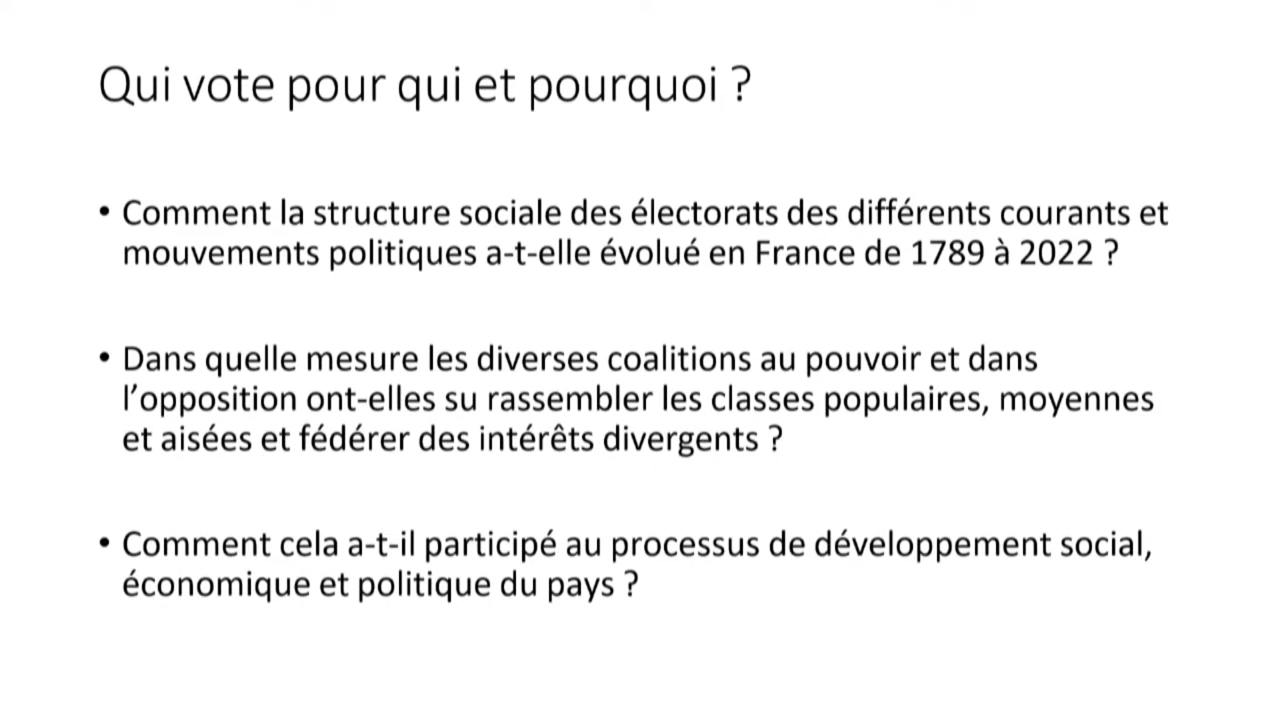 Qui vote pour qui et pourquoi ?
• Comment la structure sociale des électorats des différents courants et
mouvements politiques a-t-elle évolué en France de 1789 à 2022 ?
• Dans quelle mesure les diverses coalitions au pouvoir et dans
l’opposition ont-elles su rassembler les classes populaires, moyennes
et aisées et fédérer des intérêts divergents ?
• Comment cela a-t-il participé au processus de développement social,
économique et politique du pays ?